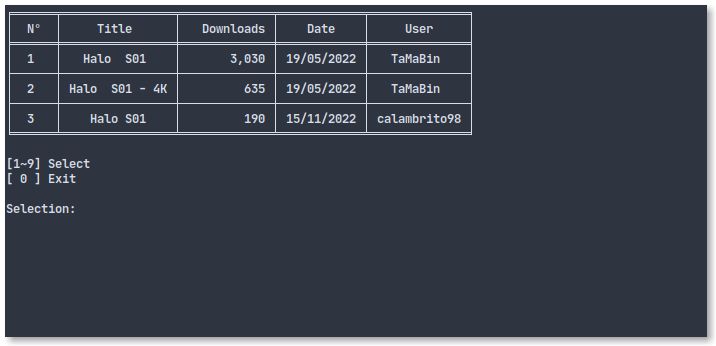 Nº Title Downloads Date User
1 Halo  S01 3,030 19/05/2022 TaMaBin
2 Halo  S01 - 4K 635 19/05/2022 TaMaBin
3 Halo S01 190 15/11/2022 calambrito98
[1~9] Select
[ 0 ] Exit
Selection: